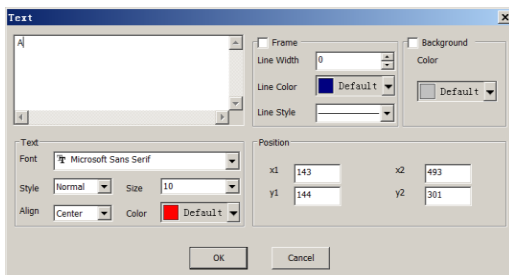 Text
A
Frame
Line Width 0
Line Color Default
Line Style
Background
Color
Default
Text
Font Microsoft Sans Serif
Style Normal Size 10
Align Center Color Default
Position
x1 143 x2 493
y1 144 y2 301
OK Cancel